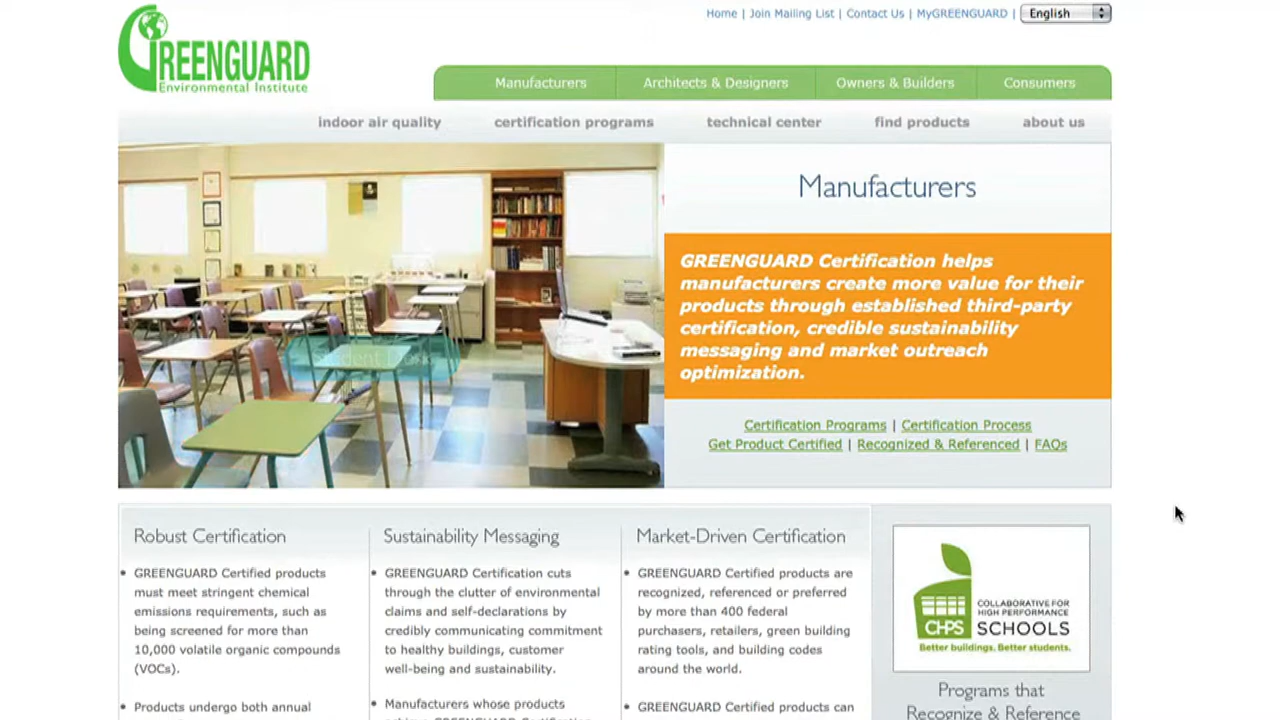 Home | Join Mailing List | Contact Us | MyGREENGUARD |
English
GREENGUARD
Environmental Institute
Manufacturers
Architects & Designers
Owners & Builders
Consumers
indoor air quality
certification programs
technical center
find products
about us
Student Desks
Manufacturers
GREENGUARD Certification helps
manufacturers create more value for their
products through established third-party
certification, credible sustainability
messaging and market outreach
optimization.
Certification Programs | Certification Process
Get Product Certified | Recognized & Referenced | FAQs
Robust Certification
• GREENGUARD Certified products
must meet stringent chemical
emissions requirements, such as
being screened for more than
10,000 volatile organic compounds
(VOCs).
Products undergo both annual
Sustainability Messaging
• GREENGUARD Certification cuts
through the clutter of environmental
claims and self-declarations by
credibly communicating commitment
to healthy buildings, customer
well-being and sustainability.
• Manufacturers whose products
achieve GREENGUARD Certification
Market-Driven Certification
• GREENGUARD Certified products are
recognized, referenced or preferred
by more than 400 federal
purchasers, retailers, green building
rating tools, and building codes
around the world.
• GREENGUARD Certified products can
CHPS
COLLABORATIVE FOR
HIGH PERFORMANCE
SCHOOLS
Better buildings. Better students.
Programs that
Recognize & Reference